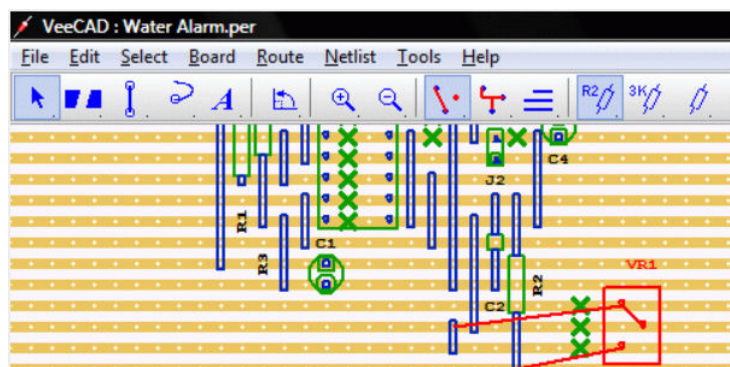 VeeCAD : Water Alarm.per
File Edit Select Board Route Netlist Tools Help
A R2 3K
C4
J2
R1
C1
R3
VR1
R2
C2